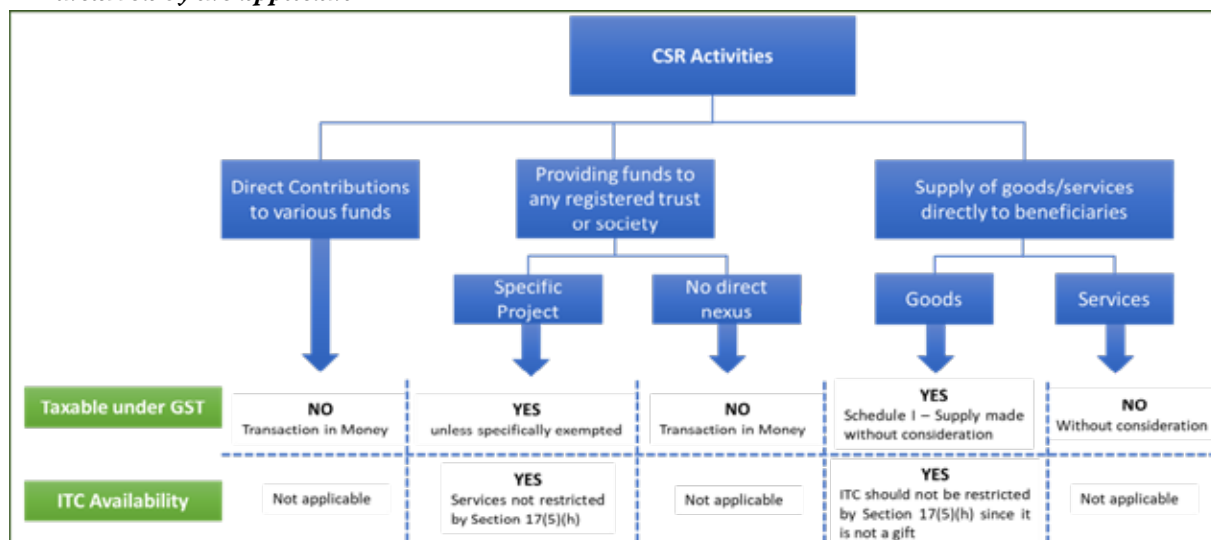 CSR Activities
Direct Contributions
to various funds
Providing funds to
any registered trust
or society
Supply of goods/services
directly to beneficiaries
Specific
Project
No direct
nexus
Goods
Services
Taxable under GST
NO
Transaction in Money
YES
unless specifically exempted
NO
Transaction in Money
YES
Schedule I – Supply made
without consideration
NO
Without consideration
ITC Availability
Not applicable
YES
Services not restricted
by Section 17(5)(h)
Not applicable
YES
ITC should not be restricted
by Section 17(5)(h) since it
is not a gift
Not applicable